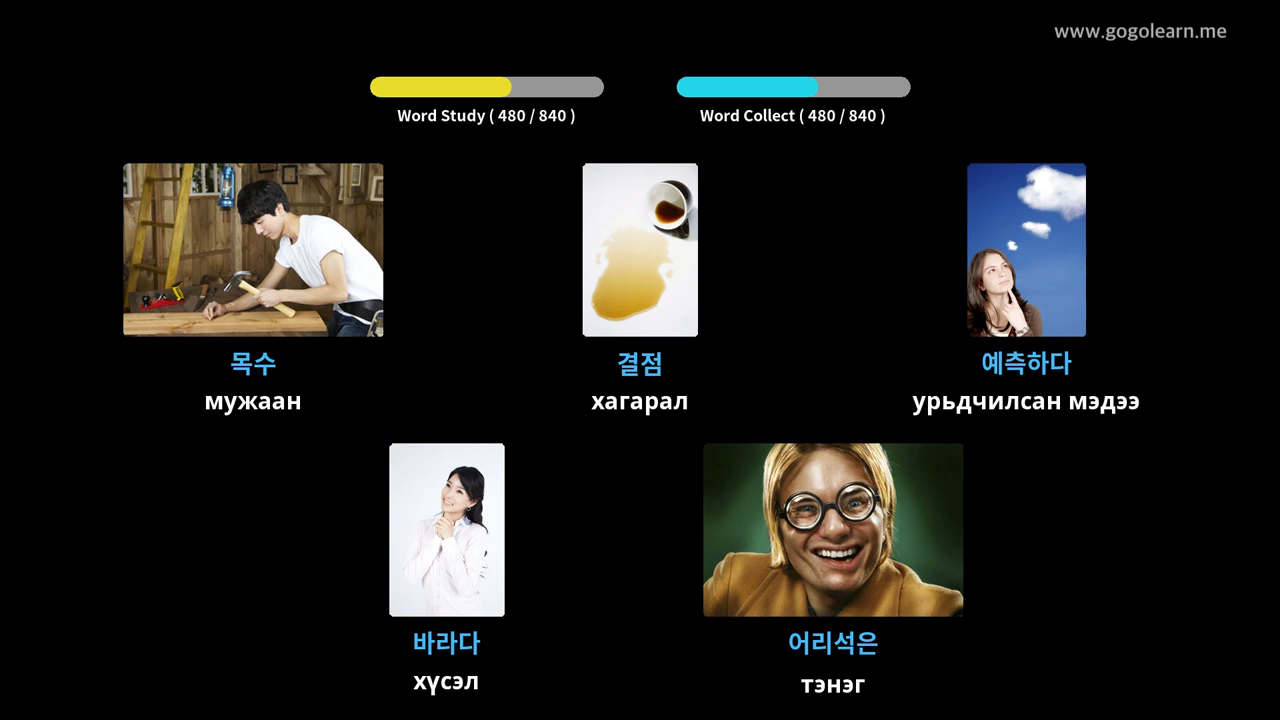 www.gogolearn.me
Word Study ( 480 / 840 )
Word Collect ( 480 / 840 )
목수
мужаан
결점
хагарал
예측하다
урьдчилсан мэдээ
바라다
хүсэл
어리석은
тэнэг